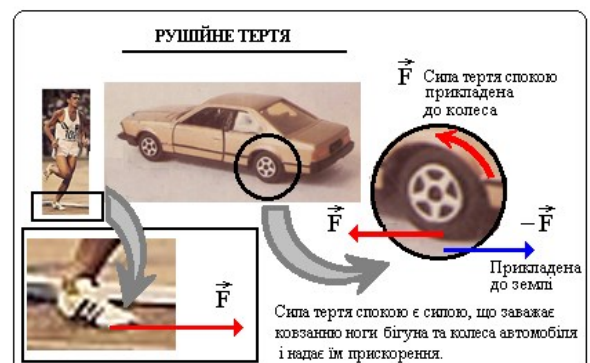 РУШІЙНЕ ТЕРТЯ
F Сила тертя спокою
прикладена
до колеса
F
–F
F
Прикладена
до землі
Сила тертя спокою є силою, що заважає
ковзанню ноги бігуна та колеса автомобіля
і надає їм прискорення.